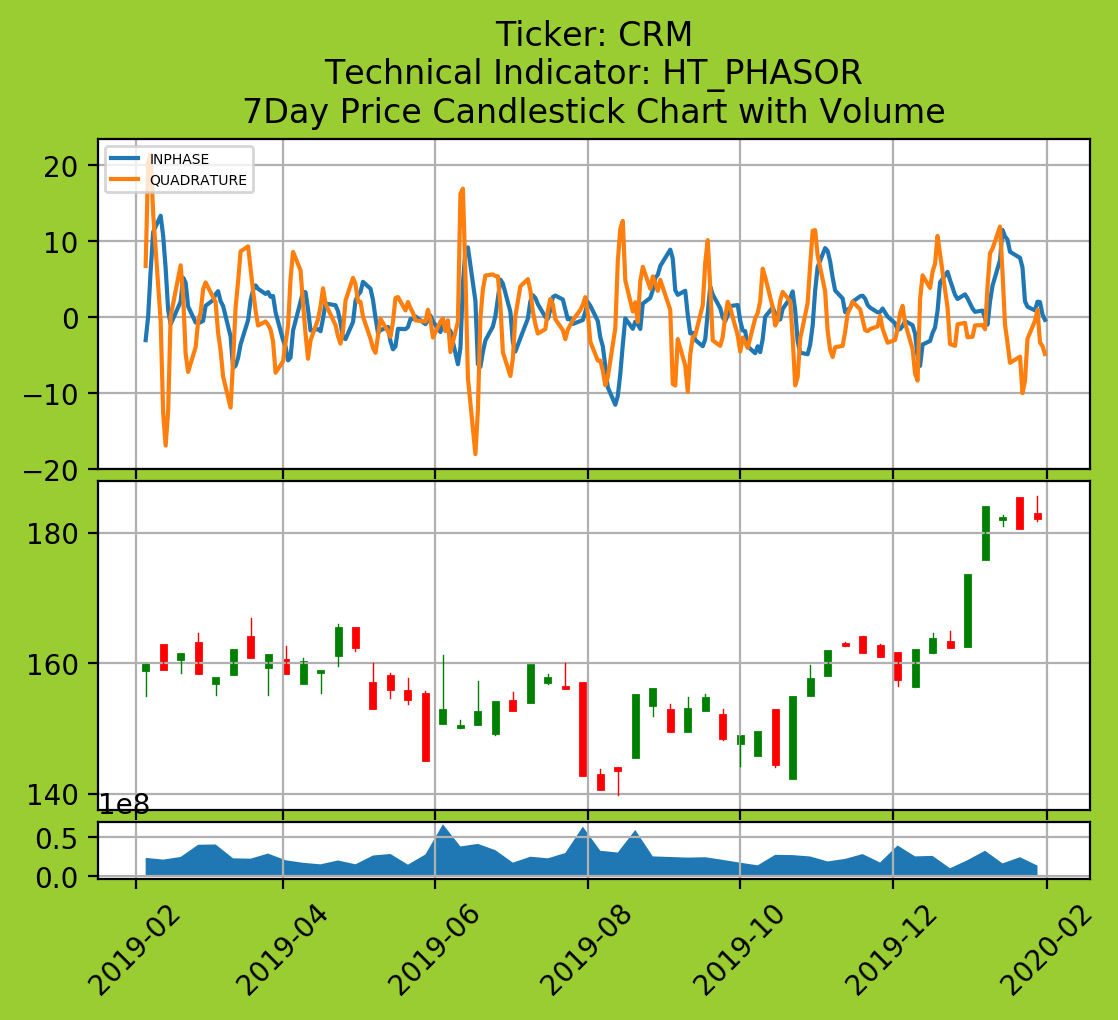 Ticker: CRM
Technical Indicator: HT_PHASOR
7Day Price Candlestick Chart with Volume
INPHASE
QUADRATURE
20
10
0
−10
−20
180
160
140
1e8
0.5
0.0
2019-02
2019-04
2019-06
2019-08
2019-10
2019-12
2020-02